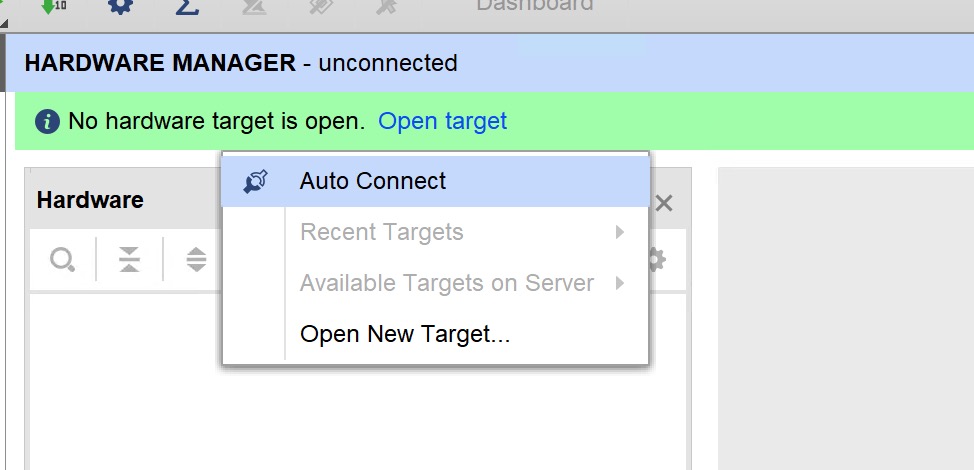 10
Dashboard
HARDWARE MANAGER - unconnected
No hardware target is open. Open target
Auto Connect
Hardware
Recent Targets
Available Targets on Server
Open New Target...